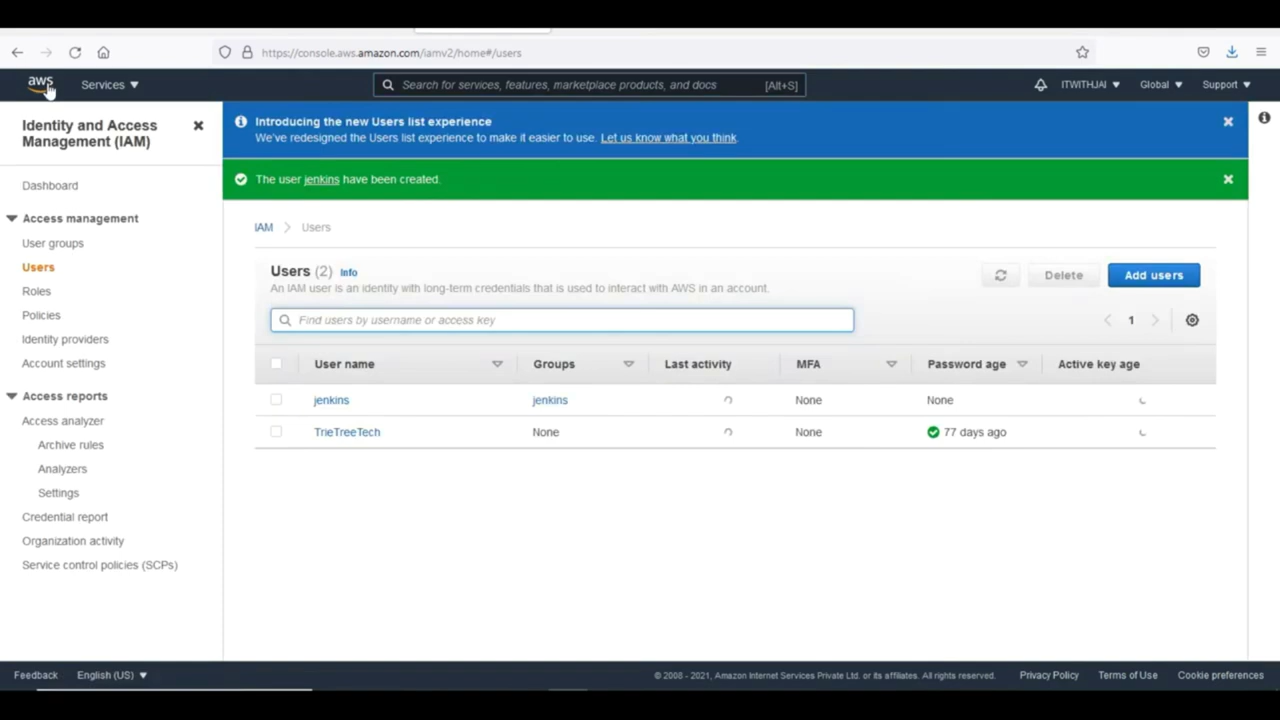 https://console.aws.amazon.com/iamv2/home#/users
aws
Services
Search for services, features, marketplace products, and docs
[Alt+S]
ITWITHJAI
Global
Support
Identity and Access
Management (IAM)
Dashboard
Access management
User groups
Users
Roles
Policies
Identity providers
Account settings
Access reports
Access analyzer
Archive rules
Analyzers
Settings
Credential report
Organization activity
Service control policies (SCPs)
Introducing the new Users list experience
We've redesigned the Users list experience to make it easier to use. Let us know what you think.
The user jenkins have been created.
IAM > Users
Users (2) Info
An IAM user is an identity with long-term credentials that is used to interact with AWS in an account.
Delete
Add users
Find users by username or access key
1
User name Groups Last activity MFA Password age Active key age
jenkins jenkins None None
TrieTreeTech None None 77 days ago
Feedback English (US) © 2008 - 2021, Amazon Internet Services Private Ltd. or its affiliates. All rights reserved. Privacy Policy Terms of Use Cookie preferences